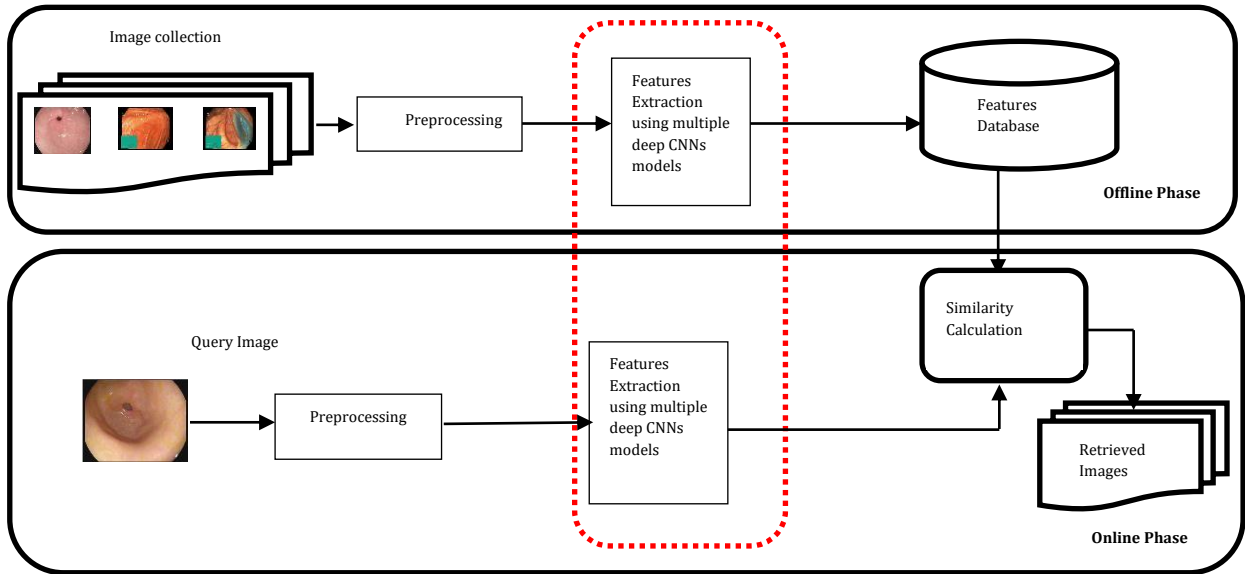 Image collection
Preprocessing
Features
Extraction
using multiple
deep CNNs
models
Features
Database
Offline Phase
Query Image
Preprocessing
Features
Extraction
using multiple
deep CNNs
models
Similarity
Calculation
Retrieved
Images
Online Phase